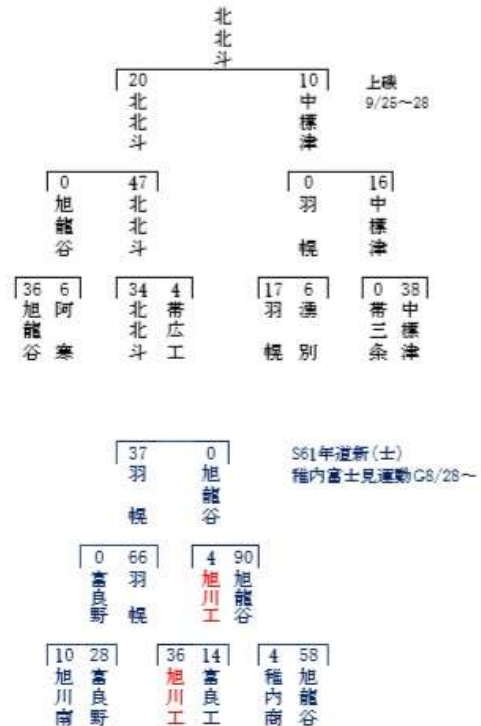 北北斗
20 10
北北斗 中標津
上磯
9/25～28
0 47 0 16
旭龍谷 北北斗 羽幌 中標津
36 6 34 4 17 6 0 38
旭龍谷 阿寒 北北斗 帯広工 羽幌 湧別 帯三条 中標津
37 0
羽幌 旭龍谷
S61年道新(士)
稚内富士見運動G8/28～
0 66 4 90
富良野 羽幌 旭川工 旭龍谷
10 28 36 14 4 58
旭川南 富良野 旭川工 富良工 稚内商 旭龍谷